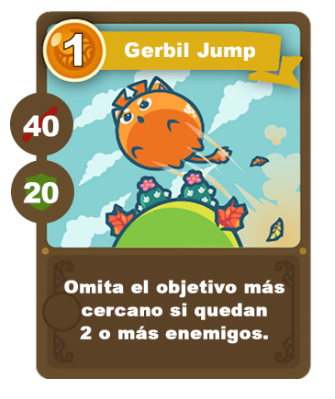 1
Gerbil Jump
40
20
Omita el objetivo más
cercano si quedan
2 o más enemigos.